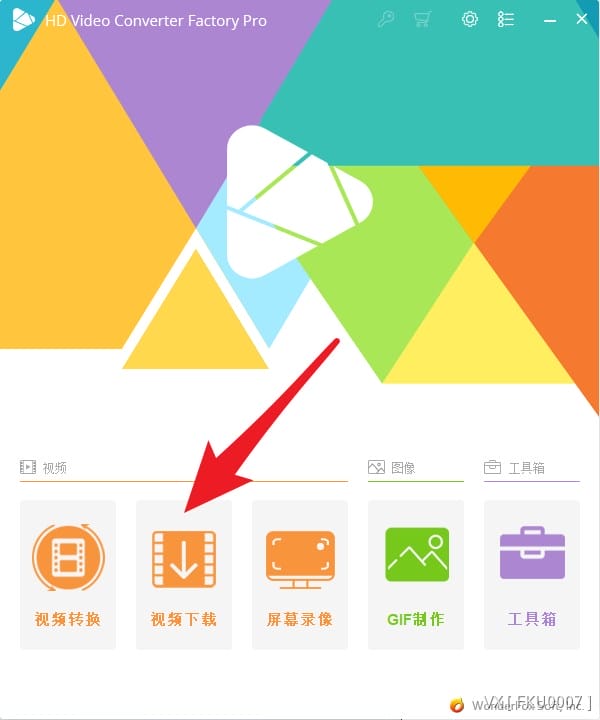 HD Video Converter Factory Pro
视频
图像
工具箱
视频转换
视频下载
屏幕录像
GIF制作
工具箱
WonderFox Soft, Inc.
VX [ FKU0007 ]